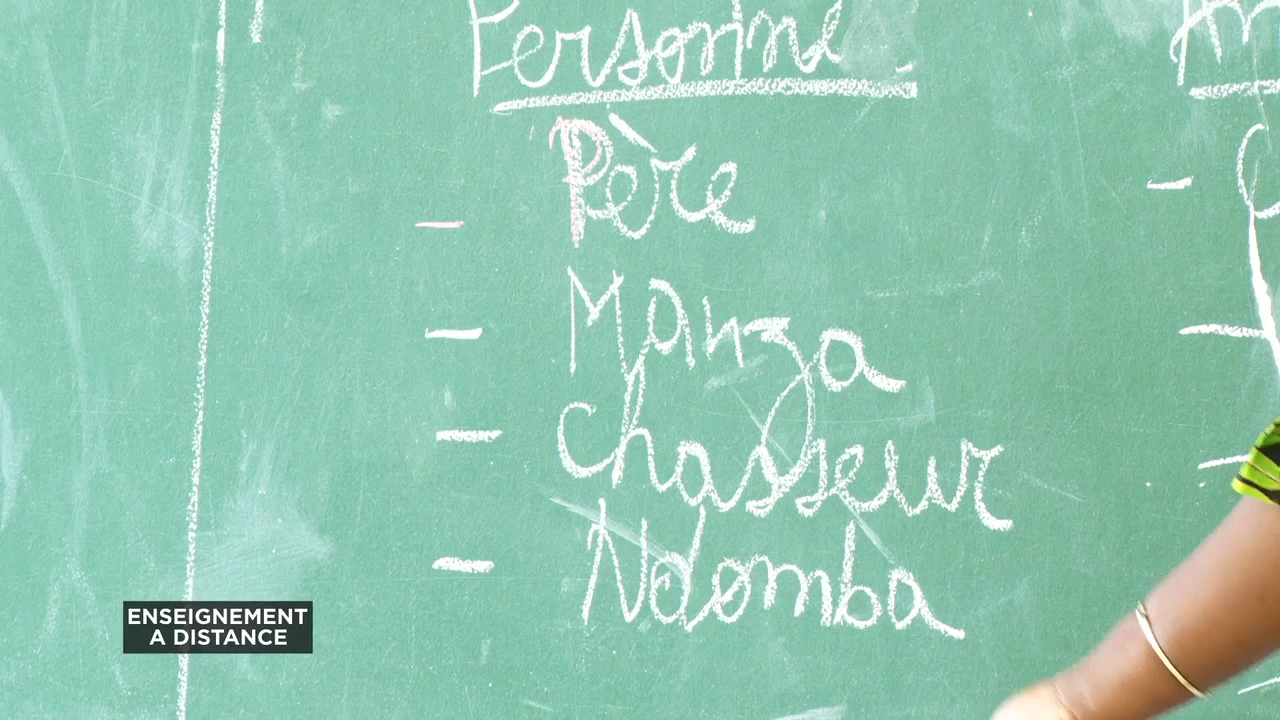 Personne
- Père
- Manza
- Chasseur
- Ndomba
ENSEIGNEMENT
A DISTANCE